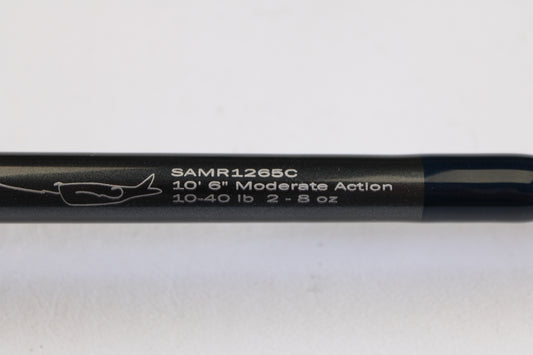 SAMR1265C
10' 6" Moderate Action
10-40 lb 2 - 8 oz